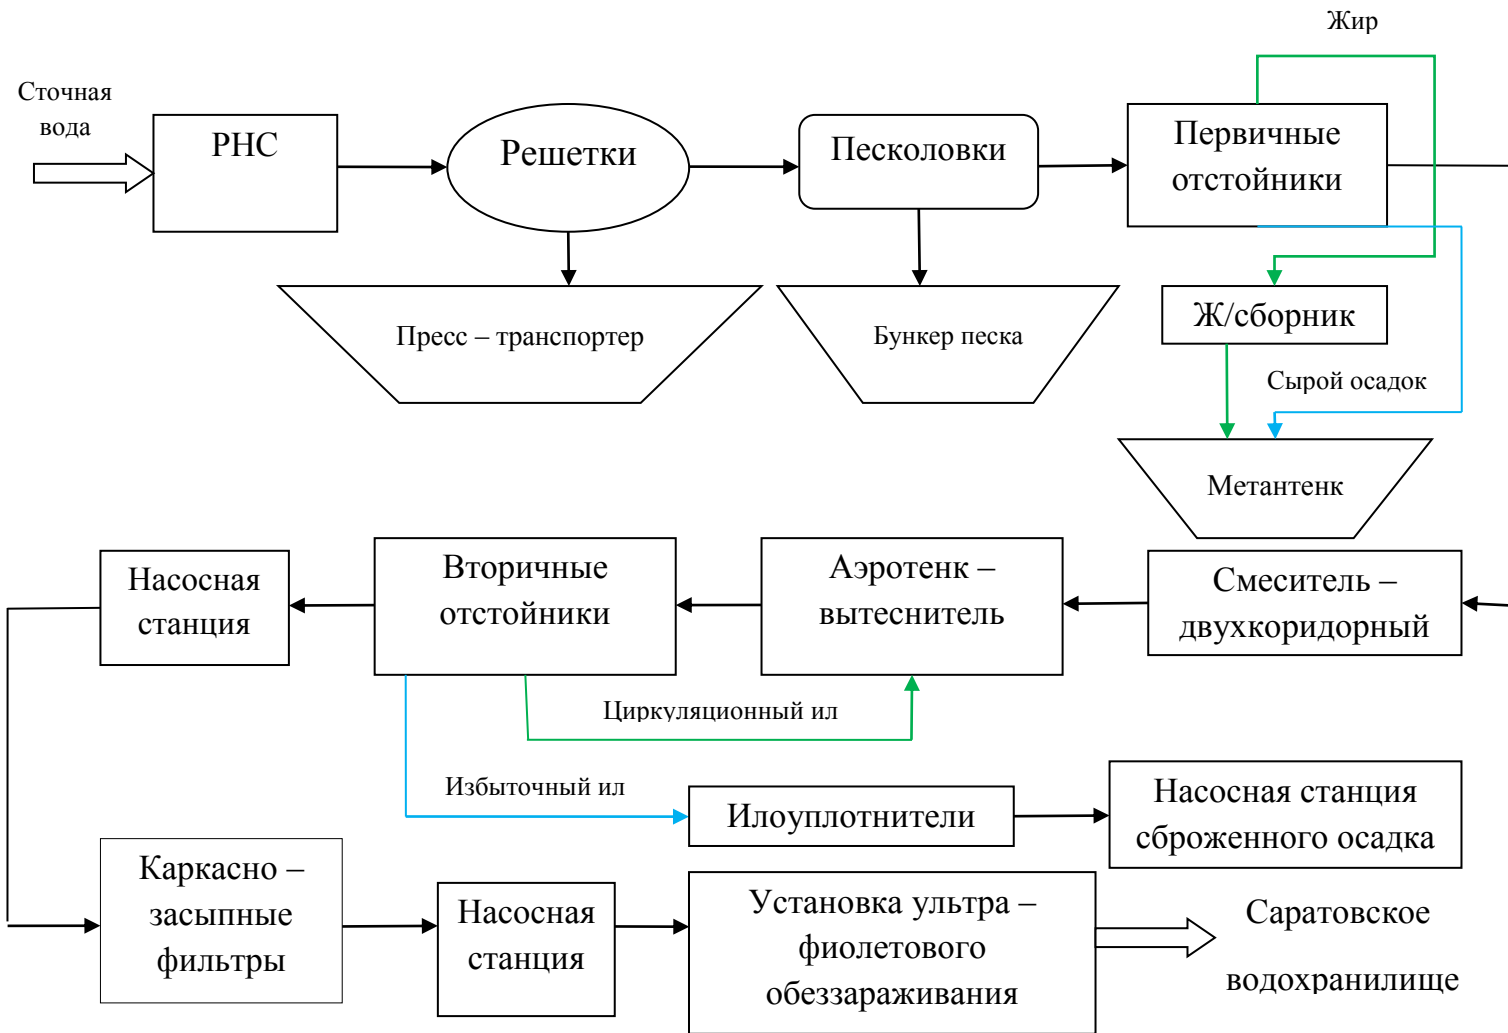 Жир
Сточная
вода
РНС
Решетки
Песколовки
Первичные
отстойники
Пресс – транспортер
Бункер песка
Ж/сборник
Сырой осадок
Метантенк
Насосная
станция
Вторичные
отстойники
Аэротенк –
вытеснитель
Смеситель –
двухкоридорный
Циркуляционный ил
Избыточный ил
Илоуплотнители
Насосная станция
сброженного осадка
Каркасно –
засыпные
фильтры
Насосная
станция
Установка ультра –
фиолетового
обеззараживания
Саратовское
водохранилище